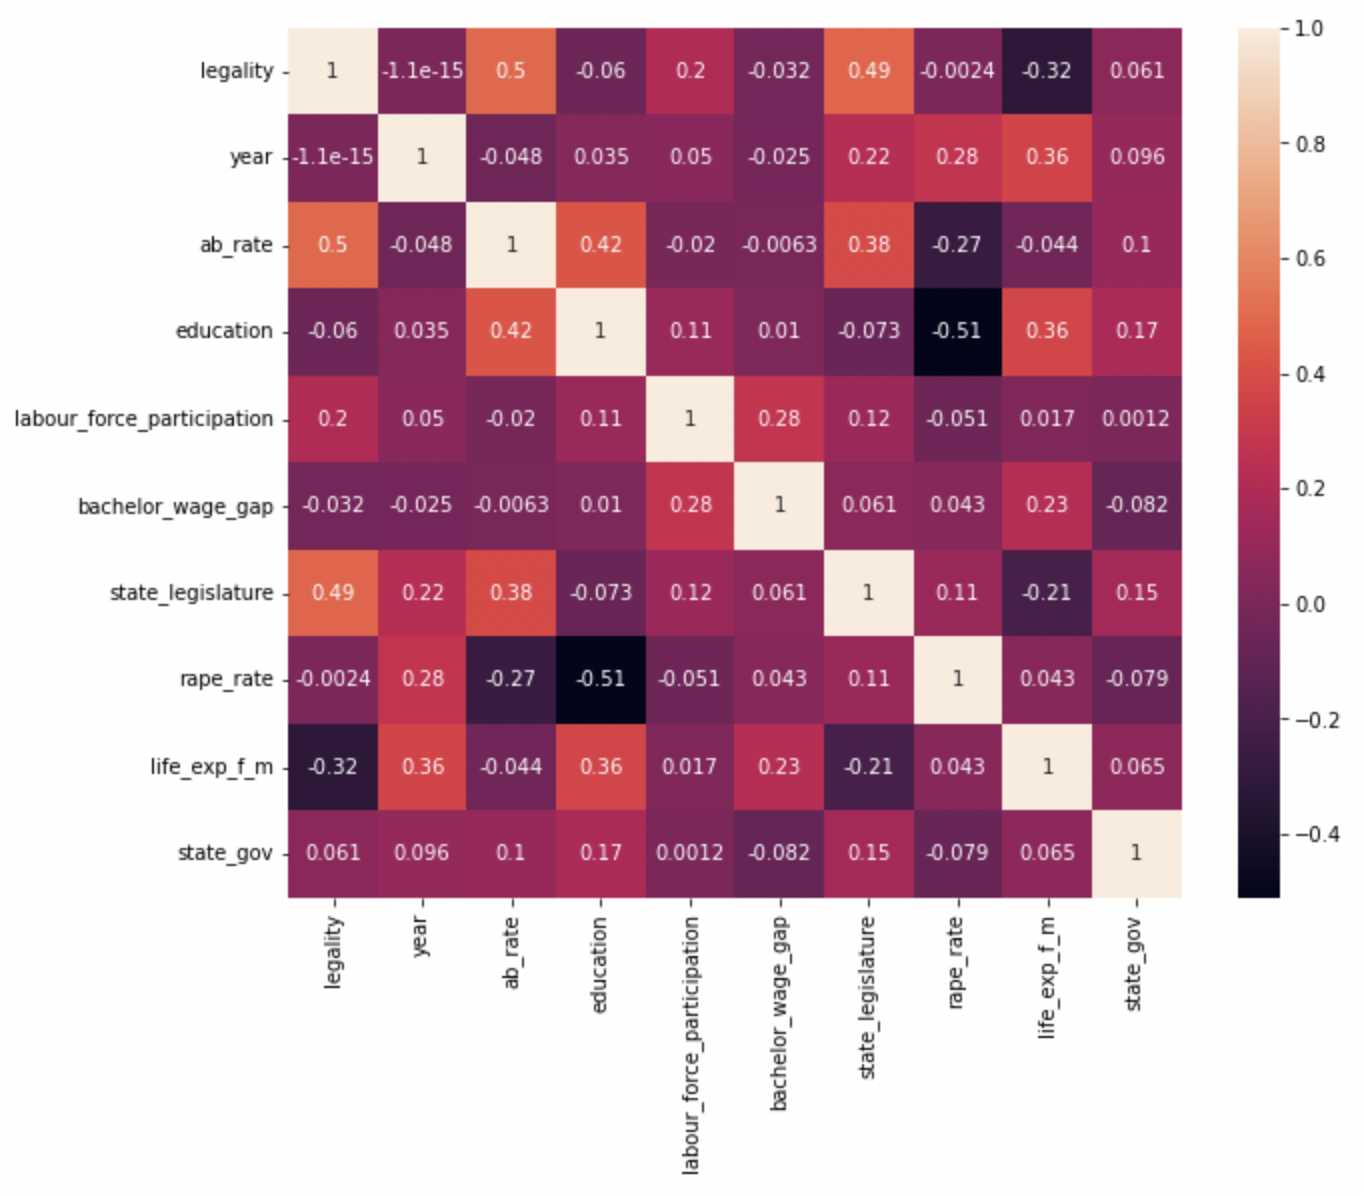 legality 1 -1.1e-15 0.5 -0.06 0.2 -0.032 0.49 -0.0024 -0.32 0.061
year -1.1e-15 1 -0.048 0.035 0.05 -0.025 0.22 0.28 0.36 0.096
ab_rate 0.5 -0.048 1 0.42 -0.02 -0.0063 0.38 -0.27 -0.044 0.1
education -0.06 0.035 0.42 1 0.11 0.01 -0.073 -0.51 0.36 0.17
labour_force_participation 0.2 0.05 -0.02 0.11 1 0.28 0.12 -0.051 0.017 0.0012
bachelor_wage_gap -0.032 -0.025 -0.0063 0.01 0.28 1 0.061 0.043 0.23 -0.082
state_legislature 0.49 0.22 0.38 -0.073 0.12 0.061 1 0.11 -0.21 0.15
rape_rate -0.0024 0.28 -0.27 -0.51 -0.051 0.043 0.11 1 0.043 -0.079
life_exp_f_m -0.32 0.36 -0.044 0.36 0.017 0.23 -0.21 0.043 1 0.065
state_gov 0.061 0.096 0.1 0.17 0.0012 -0.082 0.15 -0.079 0.065 1
legality
year
ab_rate
education
labour_force_participation
bachelor_wage_gap
state_legislature
rape_rate
life_exp_f_m
state_gov
1.0
0.8
0.6
0.4
0.2
0.0
−0.2
−0.4